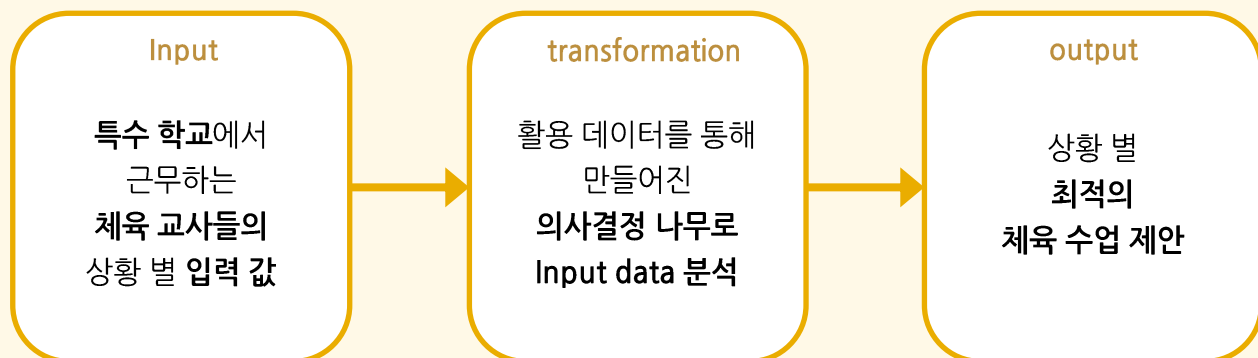 Input
특수 학교에서
근무하는
체육 교사들의
상황 별 입력 값
transformation
활용 데이터를 통해
만들어진
의사결정 나무로
Input data 분석
output
상황 별
최적의
체육 수업 제안